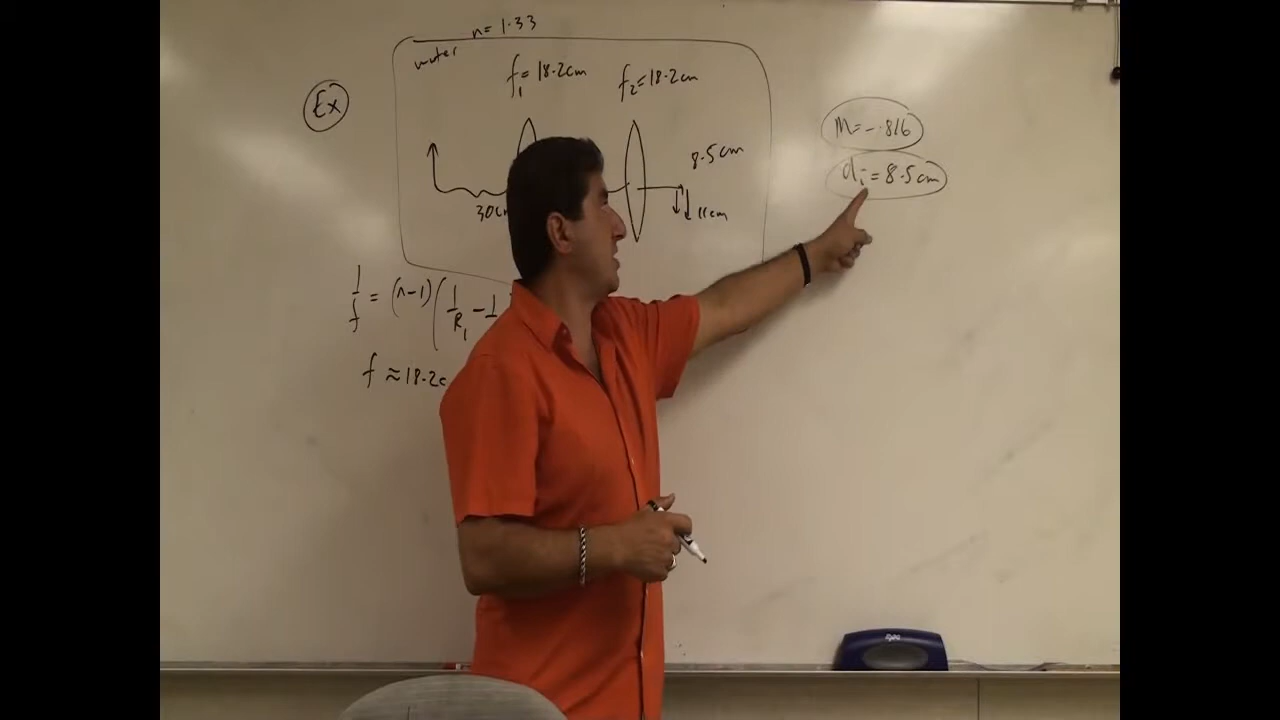 n=1.33
water
f₁=18.2cm
f₂=18.2cm
Ex
M=-.816
8.5cm
dᵢ=8.5cm
11cm
1/f = (n-1)(1/R₁ - 1/
f≈18.2c